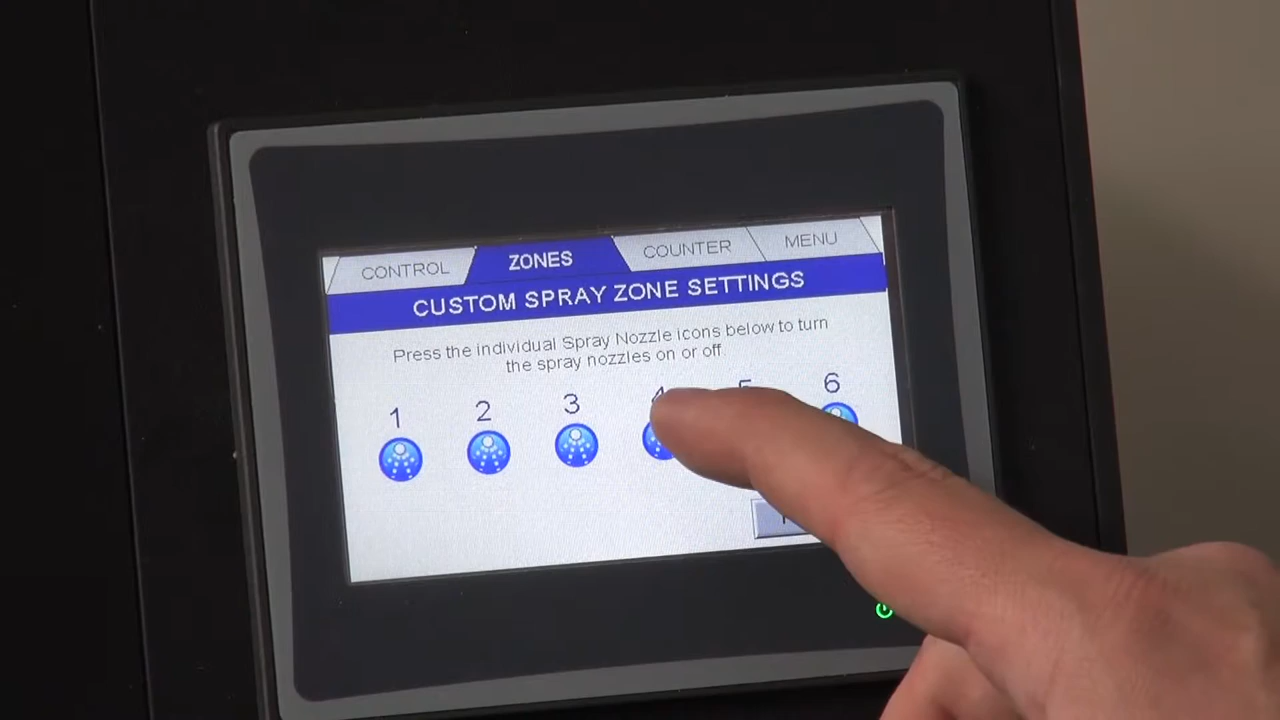 CONTROL ZONES COUNTER MENU
CUSTOM SPRAY ZONE SETTINGS
Press the individual Spray Nozzle icons below to turn
the spray nozzles on or off.
1 2 3 4 5 6